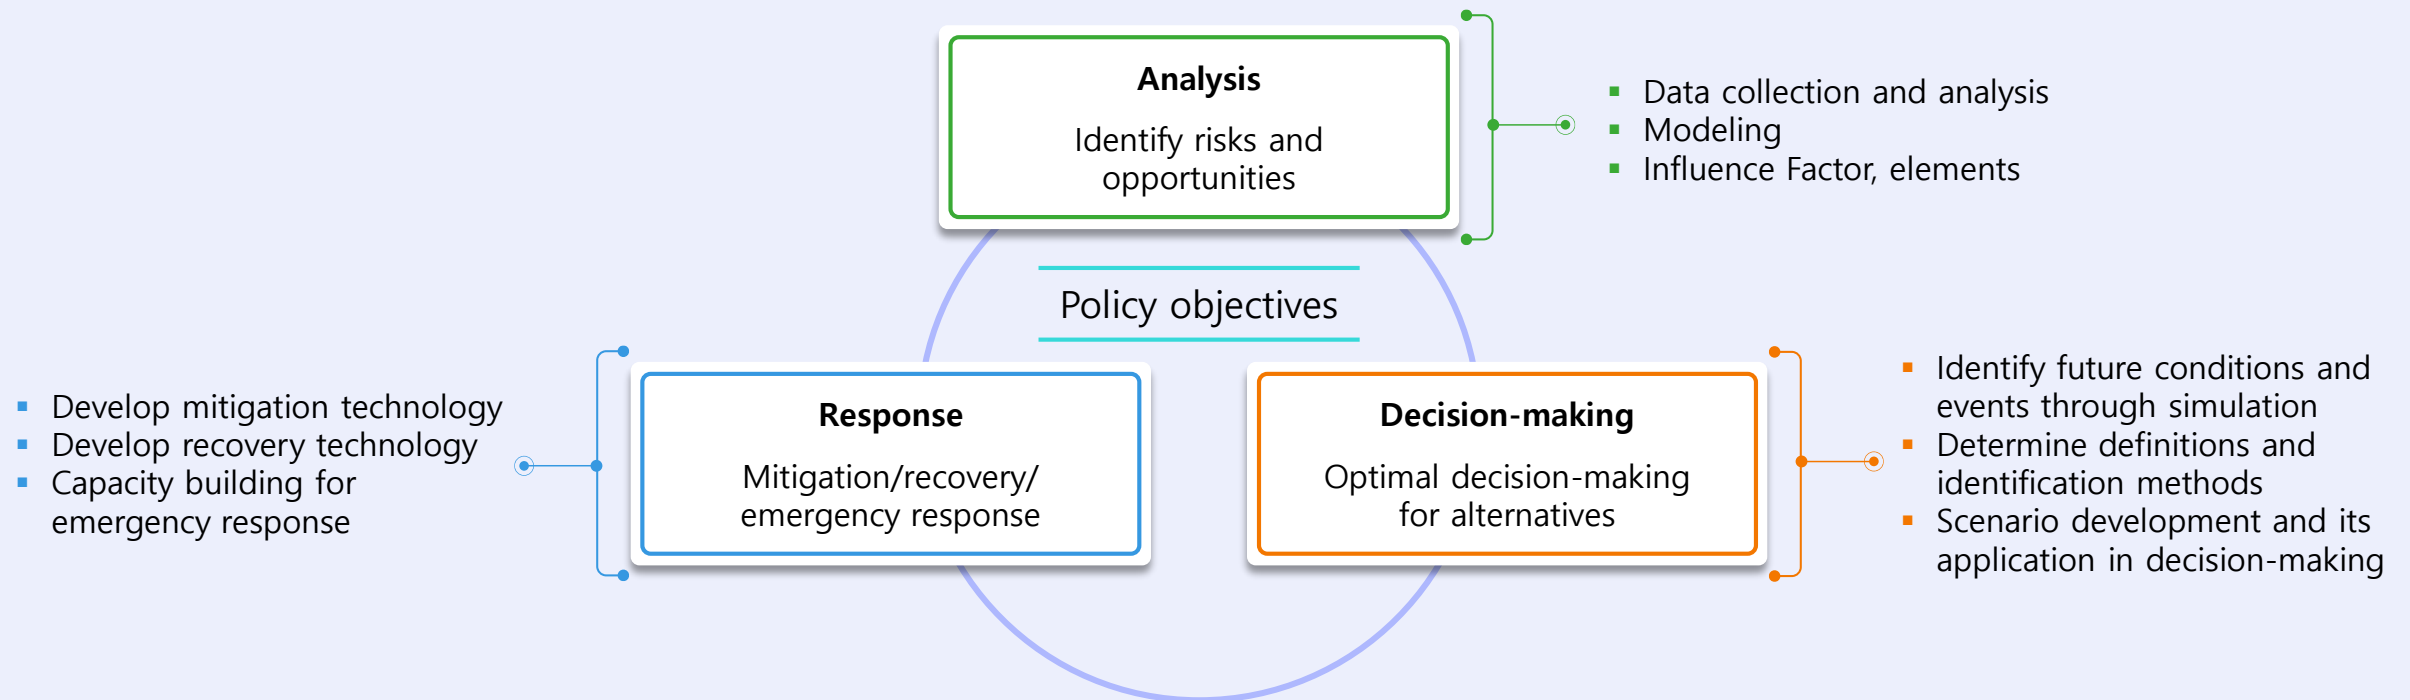 Analysis
Identify risks and
opportunities
▪ Data collection and analysis
▪ Modeling
▪ Influence Factor, elements
Policy objectives
▪ Develop mitigation technology
▪ Develop recovery technology
▪ Capacity building for
emergency response
Response
Mitigation/recovery/
emergency response
Decision-making
Optimal decision-making
for alternatives
▪ Identify future conditions and
events through simulation
▪ Determine definitions and
identification methods
▪ Scenario development and its
application in decision-making